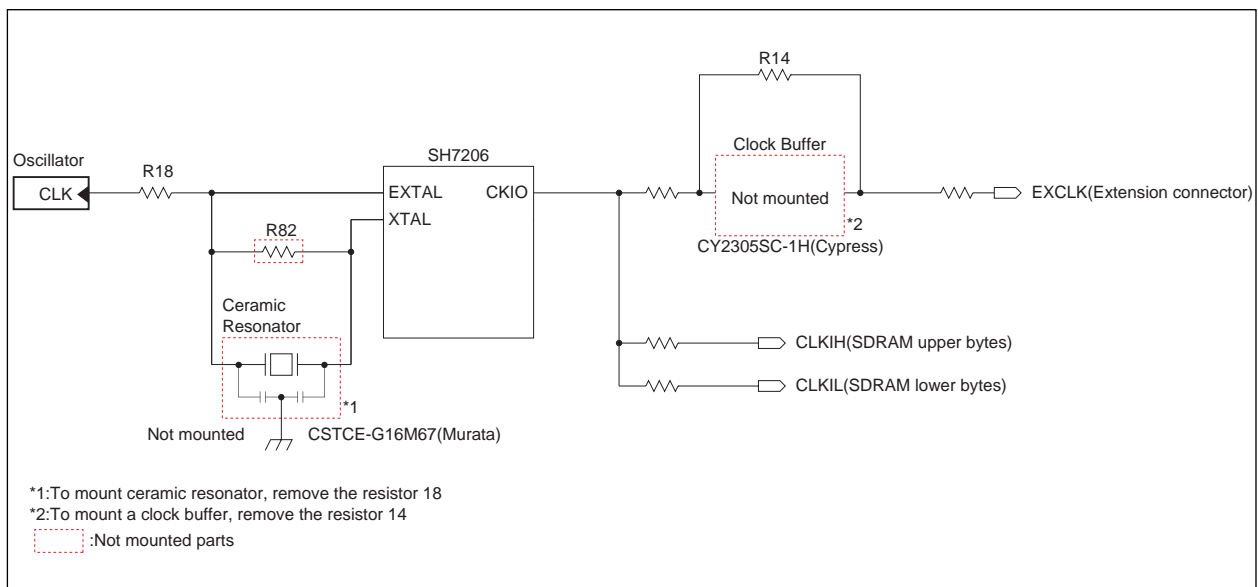 R14
Clock Buffer
Oscillator
CLK
R18
SH7206
EXTAL
CKIO
XTAL
Not mounted
*2
CY2305SC-1H(Cypress)
EXCLK(Extension connector)
R82
Ceramic
Resonator
CLKIH(SDRAM upper bytes)
CLKIL(SDRAM lower bytes)
*1
Not mounted
CSTCE-G16M67(Murata)
*1:To mount ceramic resonator, remove the resistor 18
*2:To mount a clock buffer, remove the resistor 14
:Not mounted parts